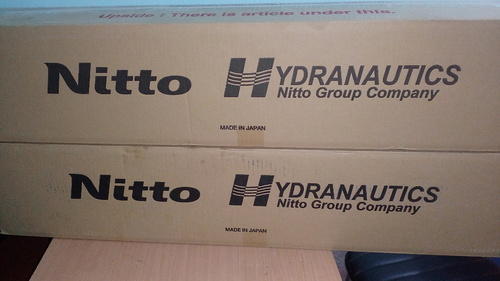 Upside ! There is article under this.
Nitto HYDRANAUTICS
Nitto Group Company
MADE IN JAPAN
Nitto HYDRANAUTICS
Nitto Group Company
MADE IN JAPAN